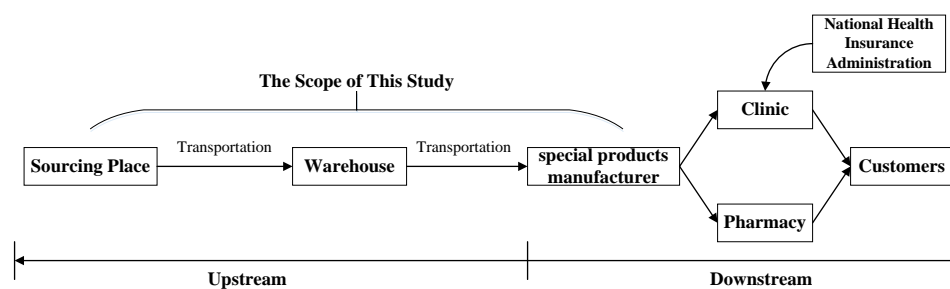 National Health
Insurance
Administration
The Scope of This Study
Clinic
Transportation
Transportation
Sourcing Place
Warehouse
special products
manufacturer
Customers
Pharmacy
Upstream
Downstream